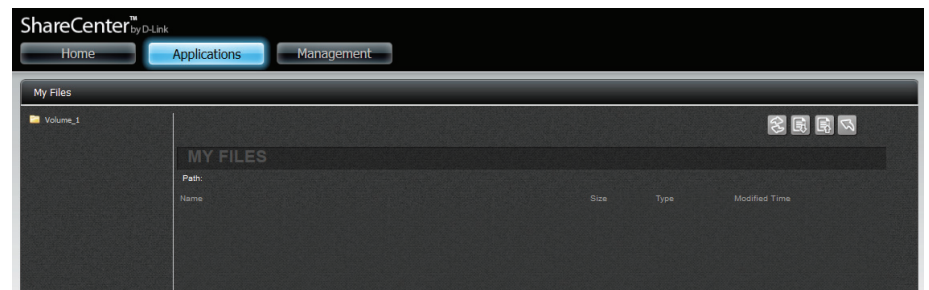 ShareCenter™ by D-Link
Home Applications Management
My Files
Volume_1
MY FILES
Path:
Name Size Type Modified Time